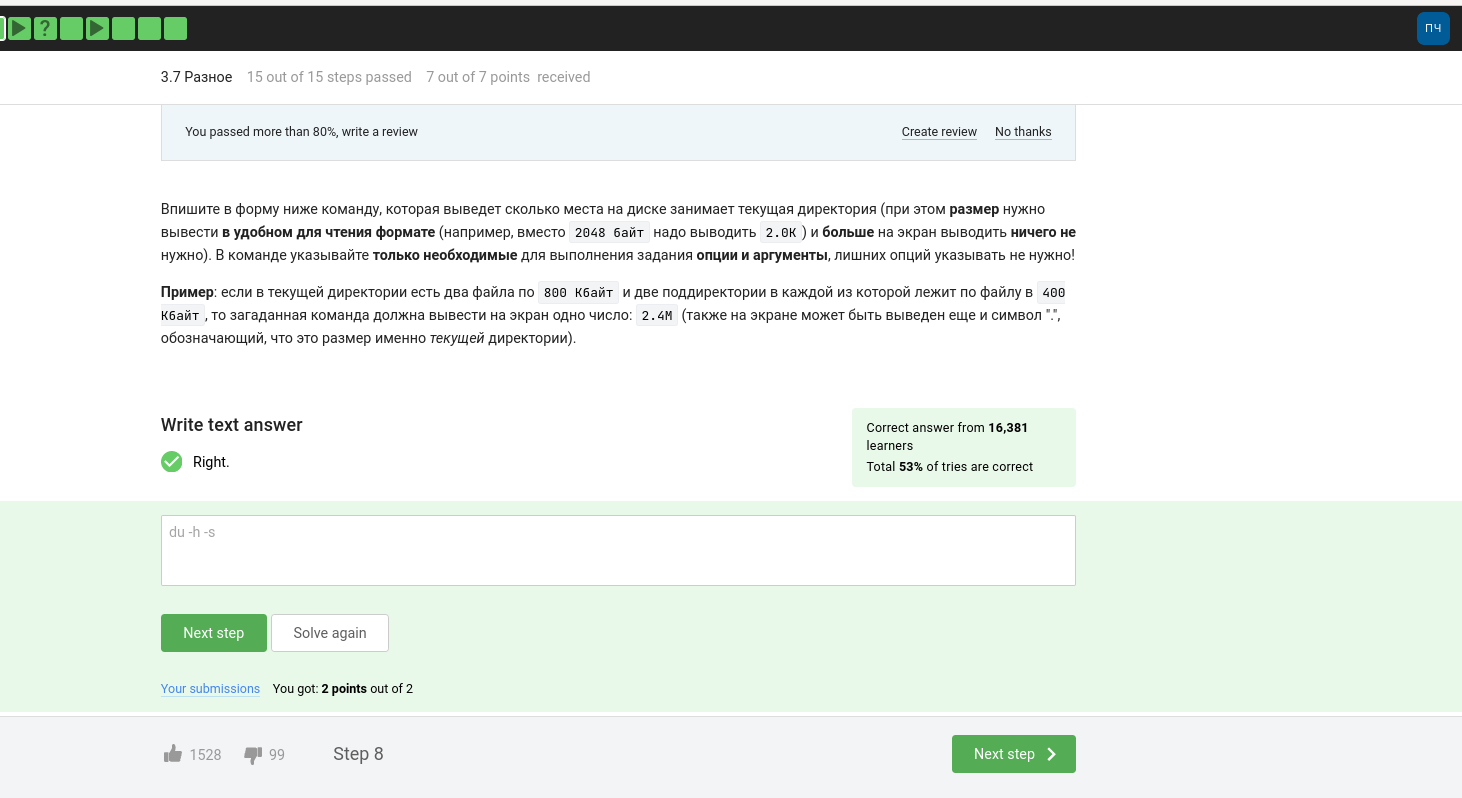 ?
ПЧ
3.7 Разное 15 out of 15 steps passed 7 out of 7 points received
You passed more than 80%, write a review Create review No thanks
Впишите в форму ниже команду, которая выведет сколько места на диске занимает текущая директория (при этом размер нужно
вывести в удобном для чтения формате (например, вместо 2048 байт надо выводить 2.0K) и больше на экран выводить ничего не
нужно). В команде указывайте только необходимые для выполнения задания опции и аргументы, лишних опций указывать не нужно!
Пример: если в текущей директории есть два файла по 800 Кбайт и две поддиректории в каждой из которой лежит по файлу в 400
Кбайт, то загаданная команда должна вывести на экран одно число: 2.4M (также на экране может быть выведен еще и символ ".",
обозначающий, что это размер именно текущей директории).
Write text answer
Right.
Correct answer from 16,381
learners
Total 53% of tries are correct
du -h -s
Next step Solve again
Your submissions You got: 2 points out of 2
1528 99 Step 8 Next step